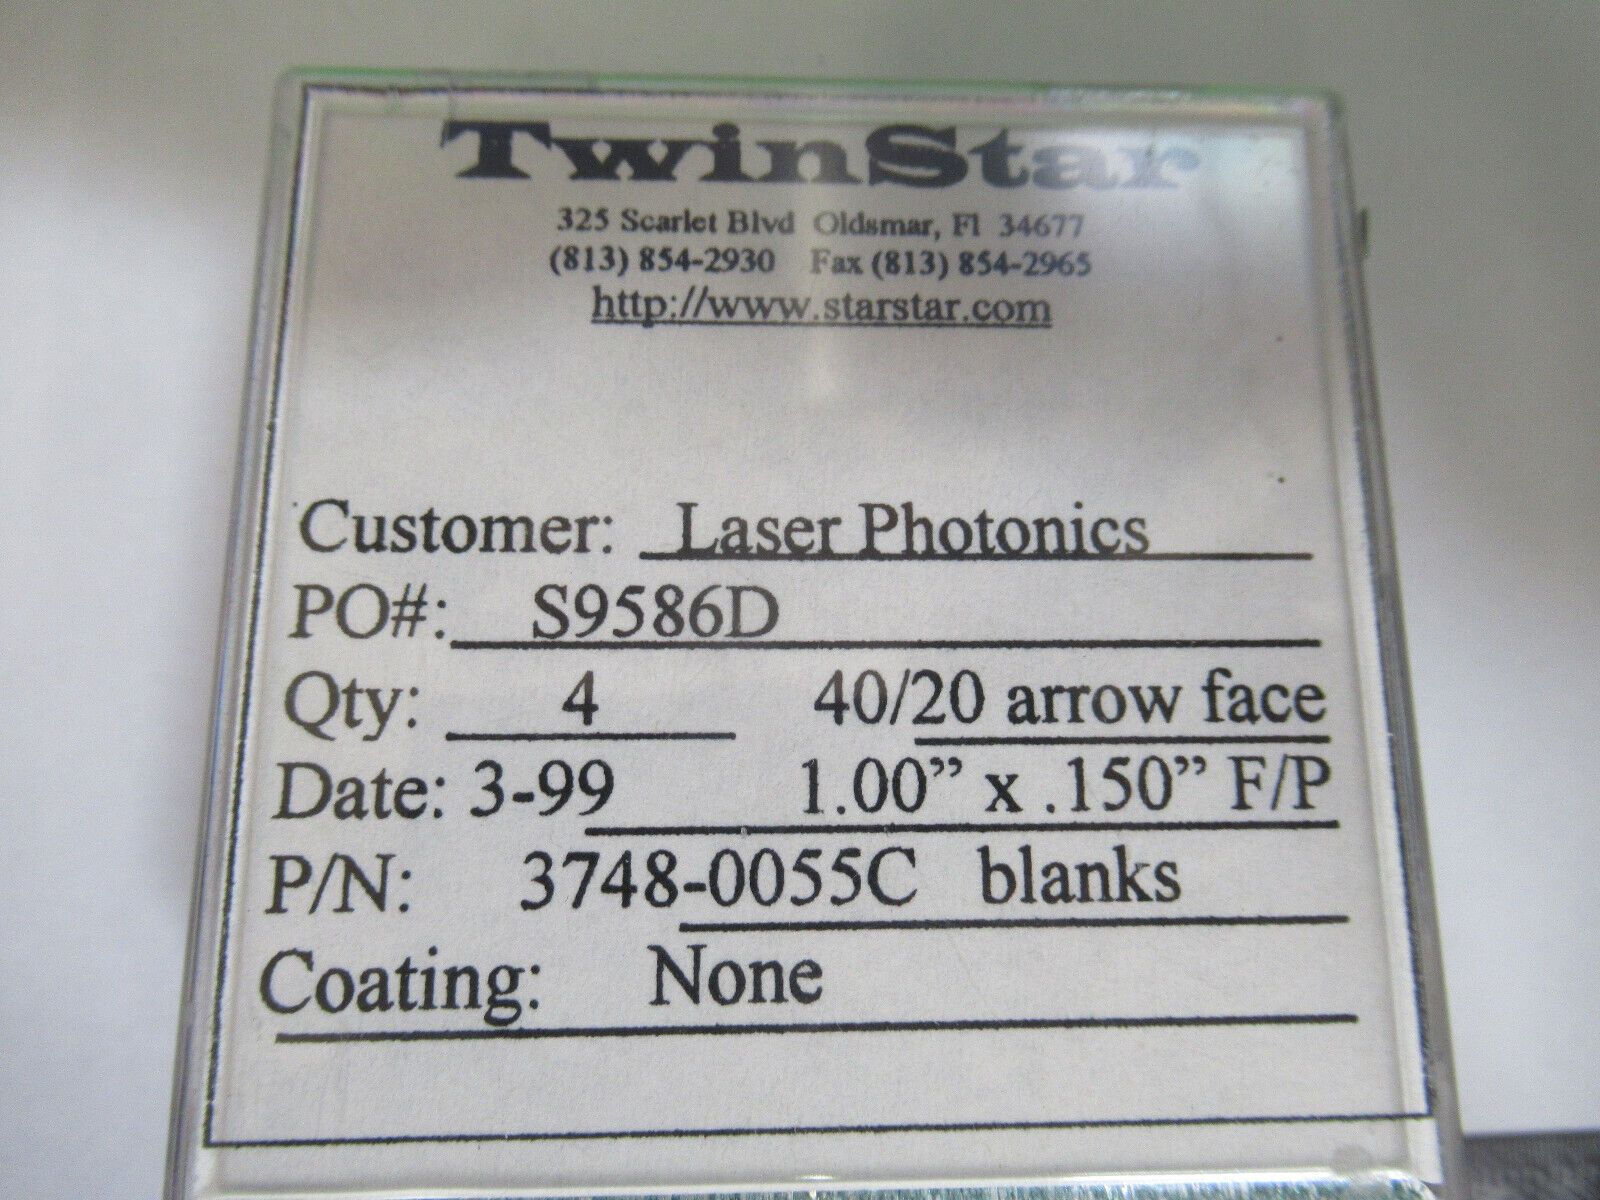 TwinStar
325 Scarlet Blvd Oldsmar, Fl 34677
(813) 854-2930 Fax (813) 854-2965
http://www.starstar.com
Customer: Laser Photonics
PO#: S9586D
Qty: 4 40/20 arrow face
Date: 3-99 1.00” x .150” F/P
P/N: 3748-0055C blanks
Coating: None